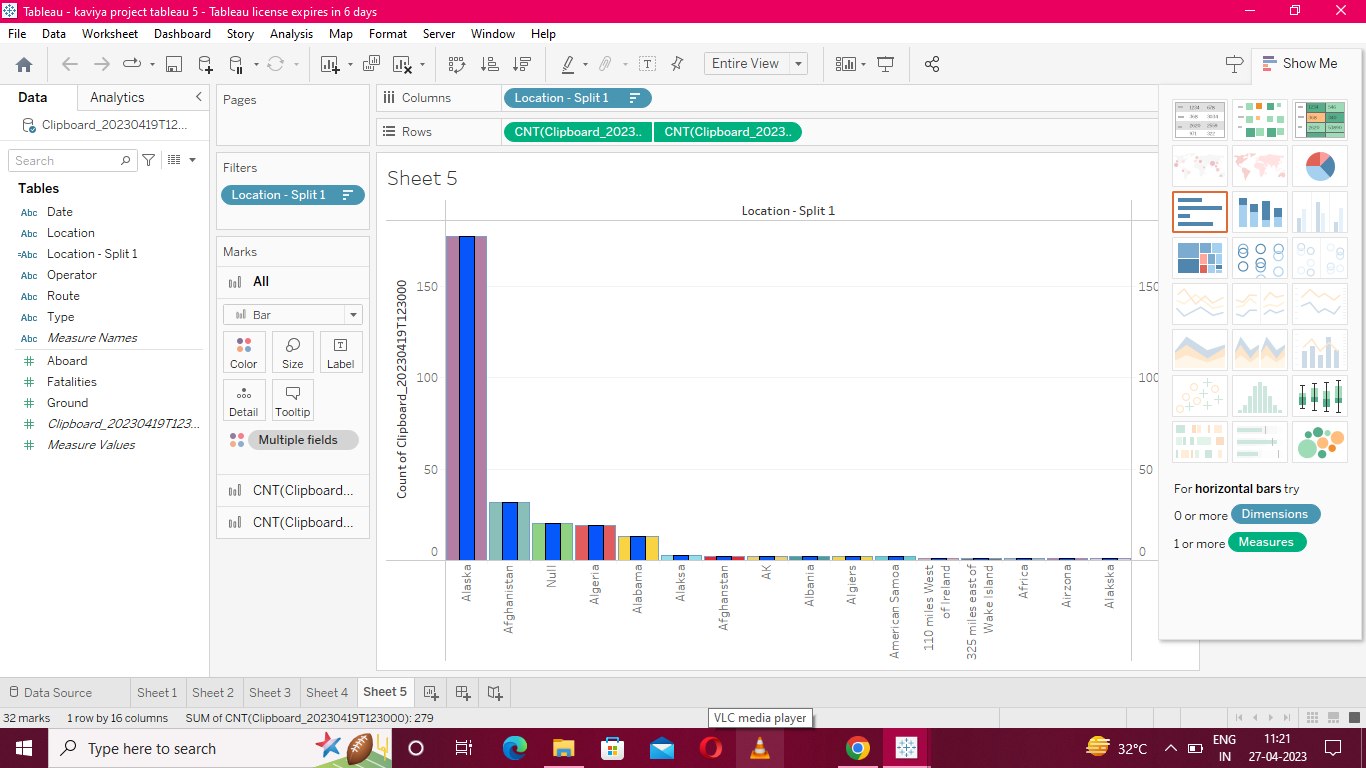 Tableau - kaviya project tableau 5 - Tableau license expires in 6 days
File Data Worksheet Dashboard Story Analysis Map Format Server Window Help
Entire View
Show Me
Data
Analytics
Clipboard_20230419T12...
Search
Tables
Abc Date
Abc Location
=Abc Location - Split 1
Abc Operator
Abc Route
Abc Type
Abc Measure Names
# Aboard
# Fatalities
# Ground
# Clipboard_20230419T123...
# Measure Values
Pages
Filters
Location - Split 1
Marks
All
Bar
Color
Size
Label
Detail
Tooltip
Multiple fields
CNT(Clipboard...
CNT(Clipboard...
Columns
Location - Split 1
Rows
CNT(Clipboard_2023..
CNT(Clipboard_2023..
Sheet 5
Location - Split 1
Count of Clipboard_20230419T123000
150
100
50
0
150
100
50
0
Alaska
Afghanistan
Null
Algeria
Alabama
Alaksa
Afghanstan
AK
Albania
Algiers
American Samoa
110 miles West
of Ireland
325 miles east of
Wake Island
Africa
Airzona
Alakska
For horizontal bars try
0 or more Dimensions
1 or more Measures
Data Source
Sheet 1
Sheet 2
Sheet 3
Sheet 4
Sheet 5
32 marks
1 row by 16 columns
SUM of CNT(Clipboard_20230419T123000): 279
VLC media player
Type here to search
32°C
ENG
IN
11:21
27-04-2023